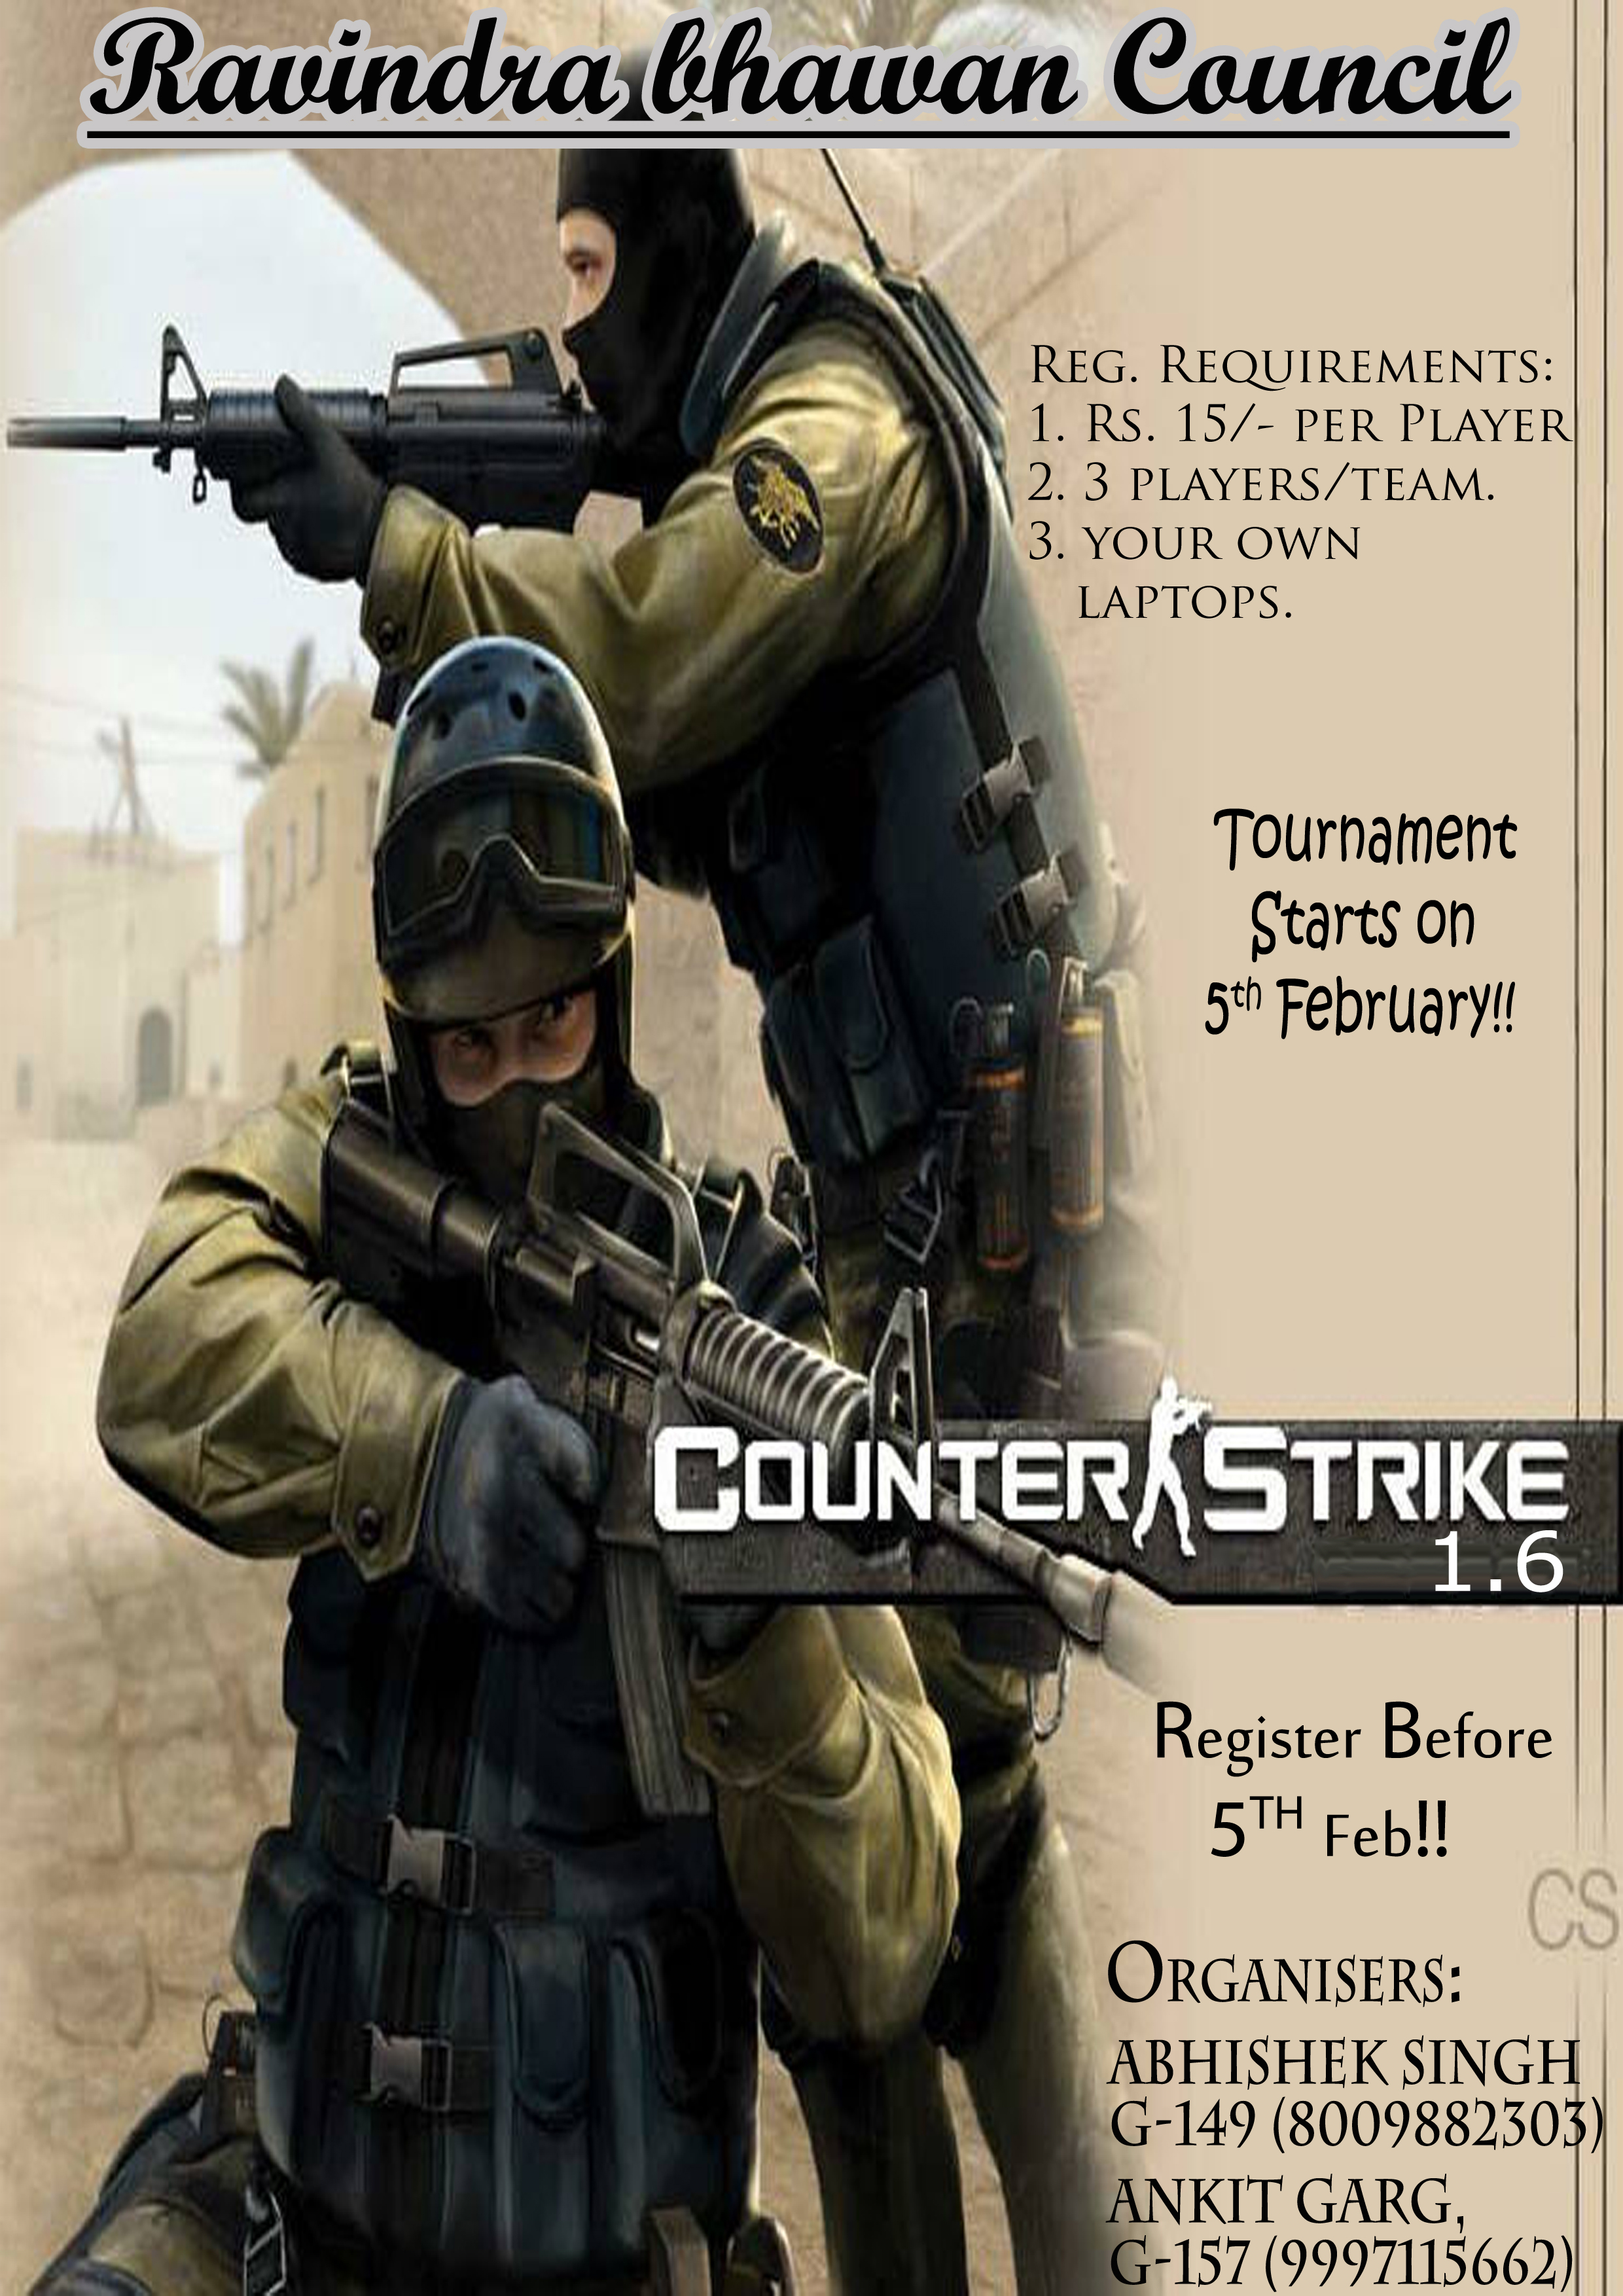 Ravindra bhawan Council
Reg. Requirements:
1. Rs. 15/- per Player
2. 3 players/team.
3. your own
laptops.
Tournament
Starts on
5th February!!
Counter Strike
1.6
Register Before
5TH Feb!!
CS
Organisers:
ABHISHEK SINGH
G-149 (8009882303)
ANKIT GARG,
G-157 (9997115662)